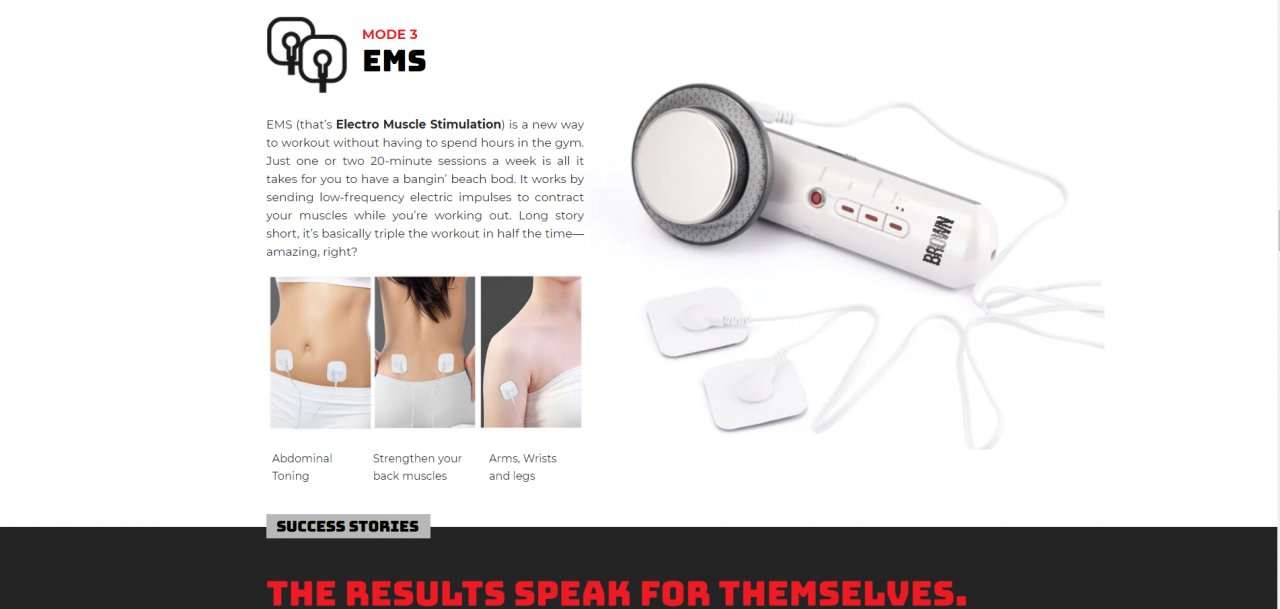 MODE 3
EMS
EMS (that’s Electro Muscle Stimulation) is a new way
to workout without having to spend hours in the gym.
Just one or two 20-minute sessions a week is all it
takes for you to have a bangin’ beach bod. It works by
sending low-frequency electric impulses to contract
your muscles while you’re working out. Long story
short, it’s basically triple the workout in half the time—
amazing, right?
BROWN
Abdominal
Toning
Strengthen your
back muscles
Arms, Wrists
and legs
SUCCESS STORIES
THE RESULTS SPEAK FOR THEMSELVES.